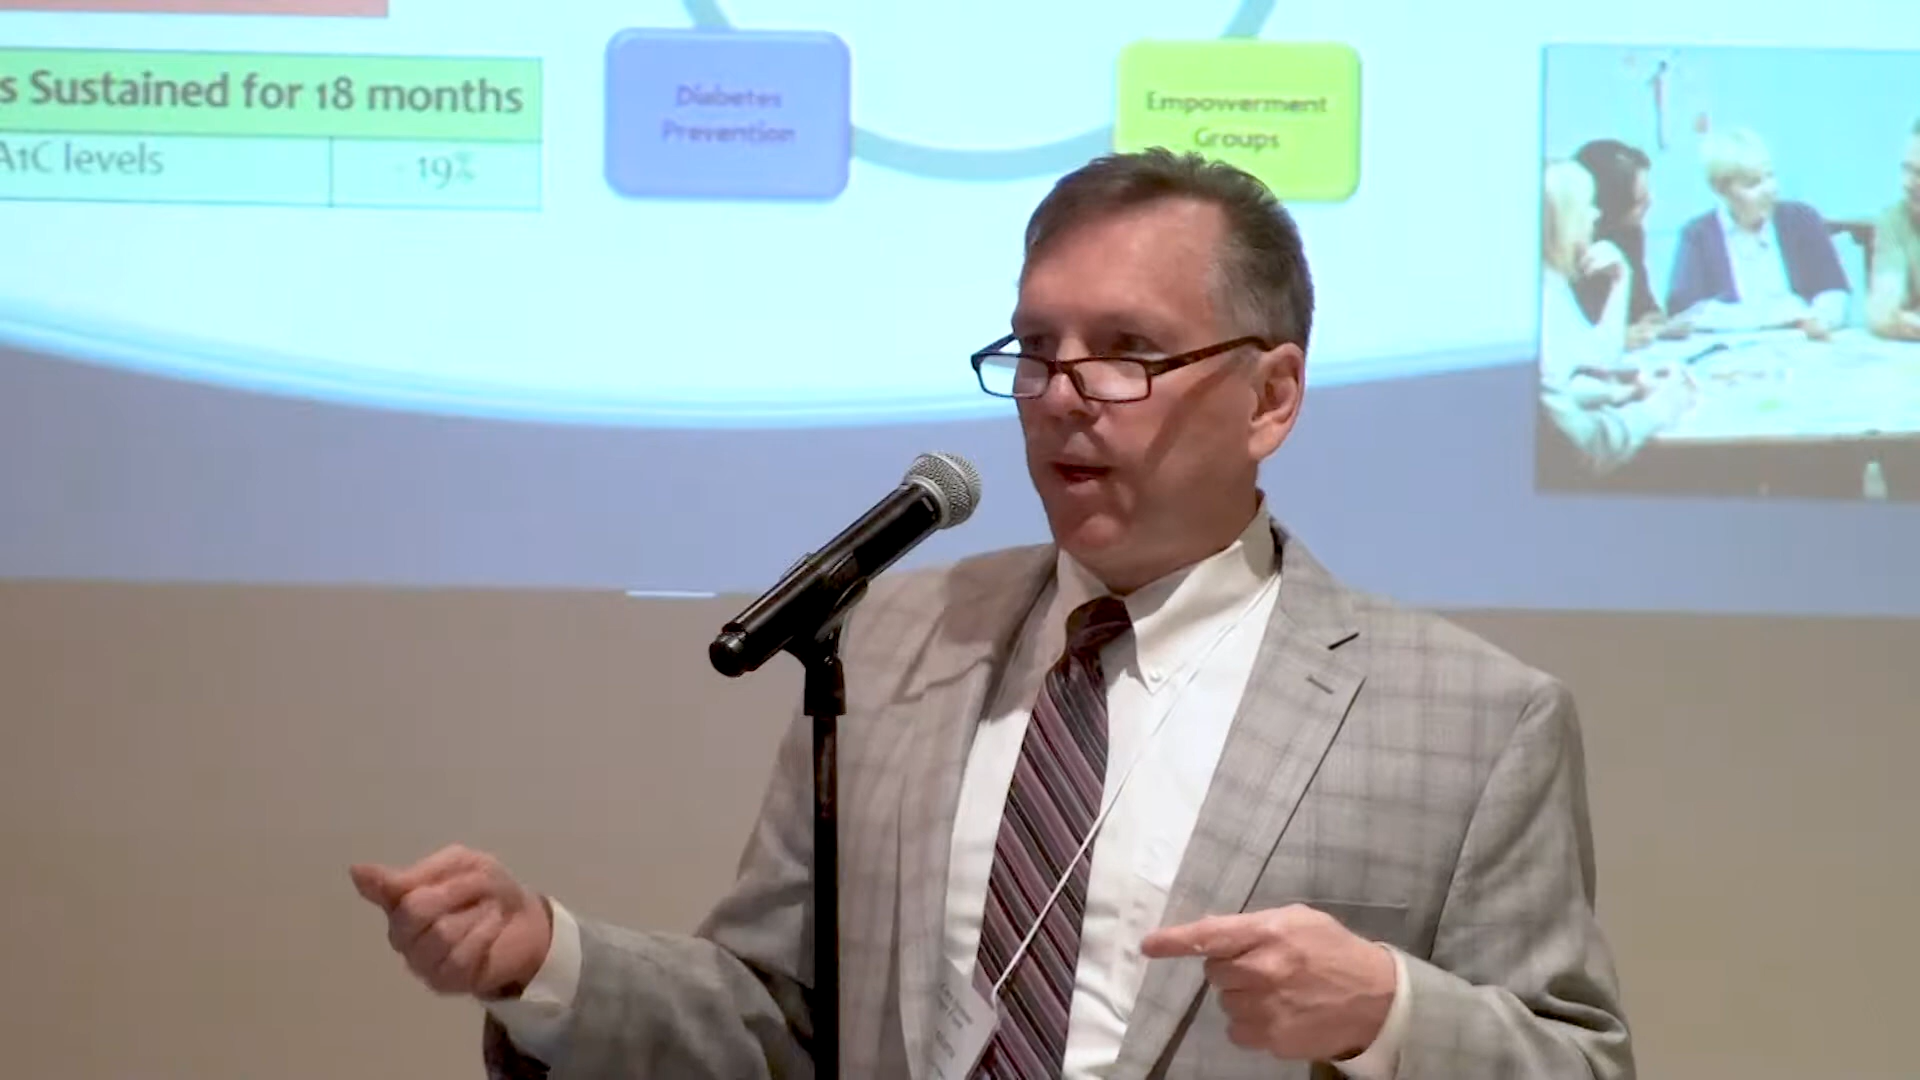 s Sustained for 18 months
A1C levels
- 19%
Diabetes
Prevention
Empowerment
Groups